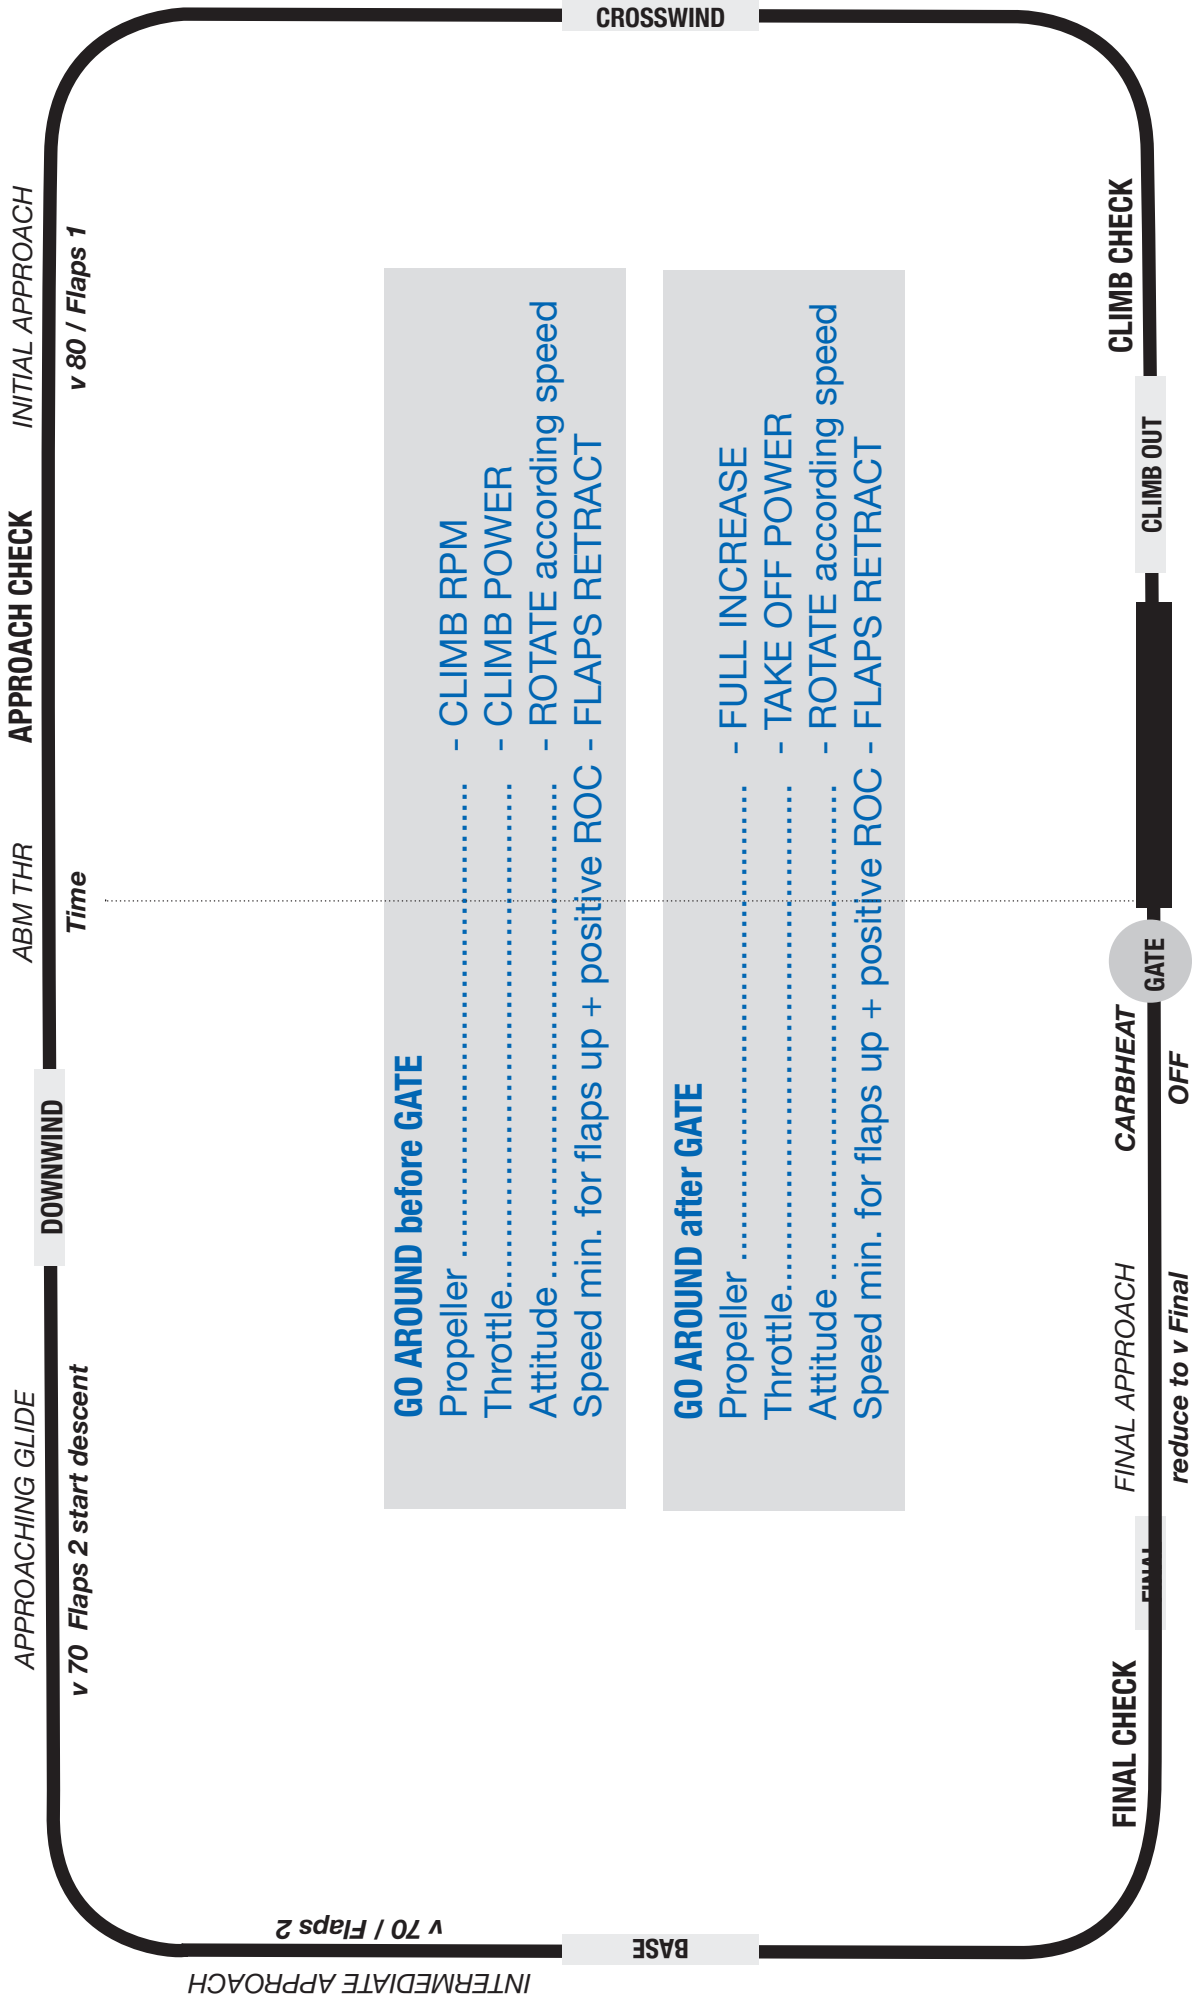 CROSSWIND
INITIAL APPROACH
v 80 / Flaps 1
APPROACH CHECK
ABM THR
Time
DOWNWIND
APPROACHING GLIDE
v 70 Flaps 2 start descent
INTERMEDIATE APPROACH
v 70 / Flaps 2
BASE
GO AROUND before GATE
Propeller ........................................................ - CLIMB RPM
Throttle........................................................ - CLIMB POWER
Attitude ........................................................ - ROTATE according speed
Speed min. for flaps up + positive ROC - FLAPS RETRACT
GO AROUND after GATE
Propeller ........................................................ - FULL INCREASE
Throttle........................................................ - TAKE OFF POWER
Attitude ........................................................ - ROTATE according speed
Speed min. for flaps up + positive ROC - FLAPS RETRACT
FINAL CHECK
FINAL
FINAL APPROACH
reduce to v Final
CARBHEAT
OFF
GATE
CLIMB OUT
CLIMB CHECK